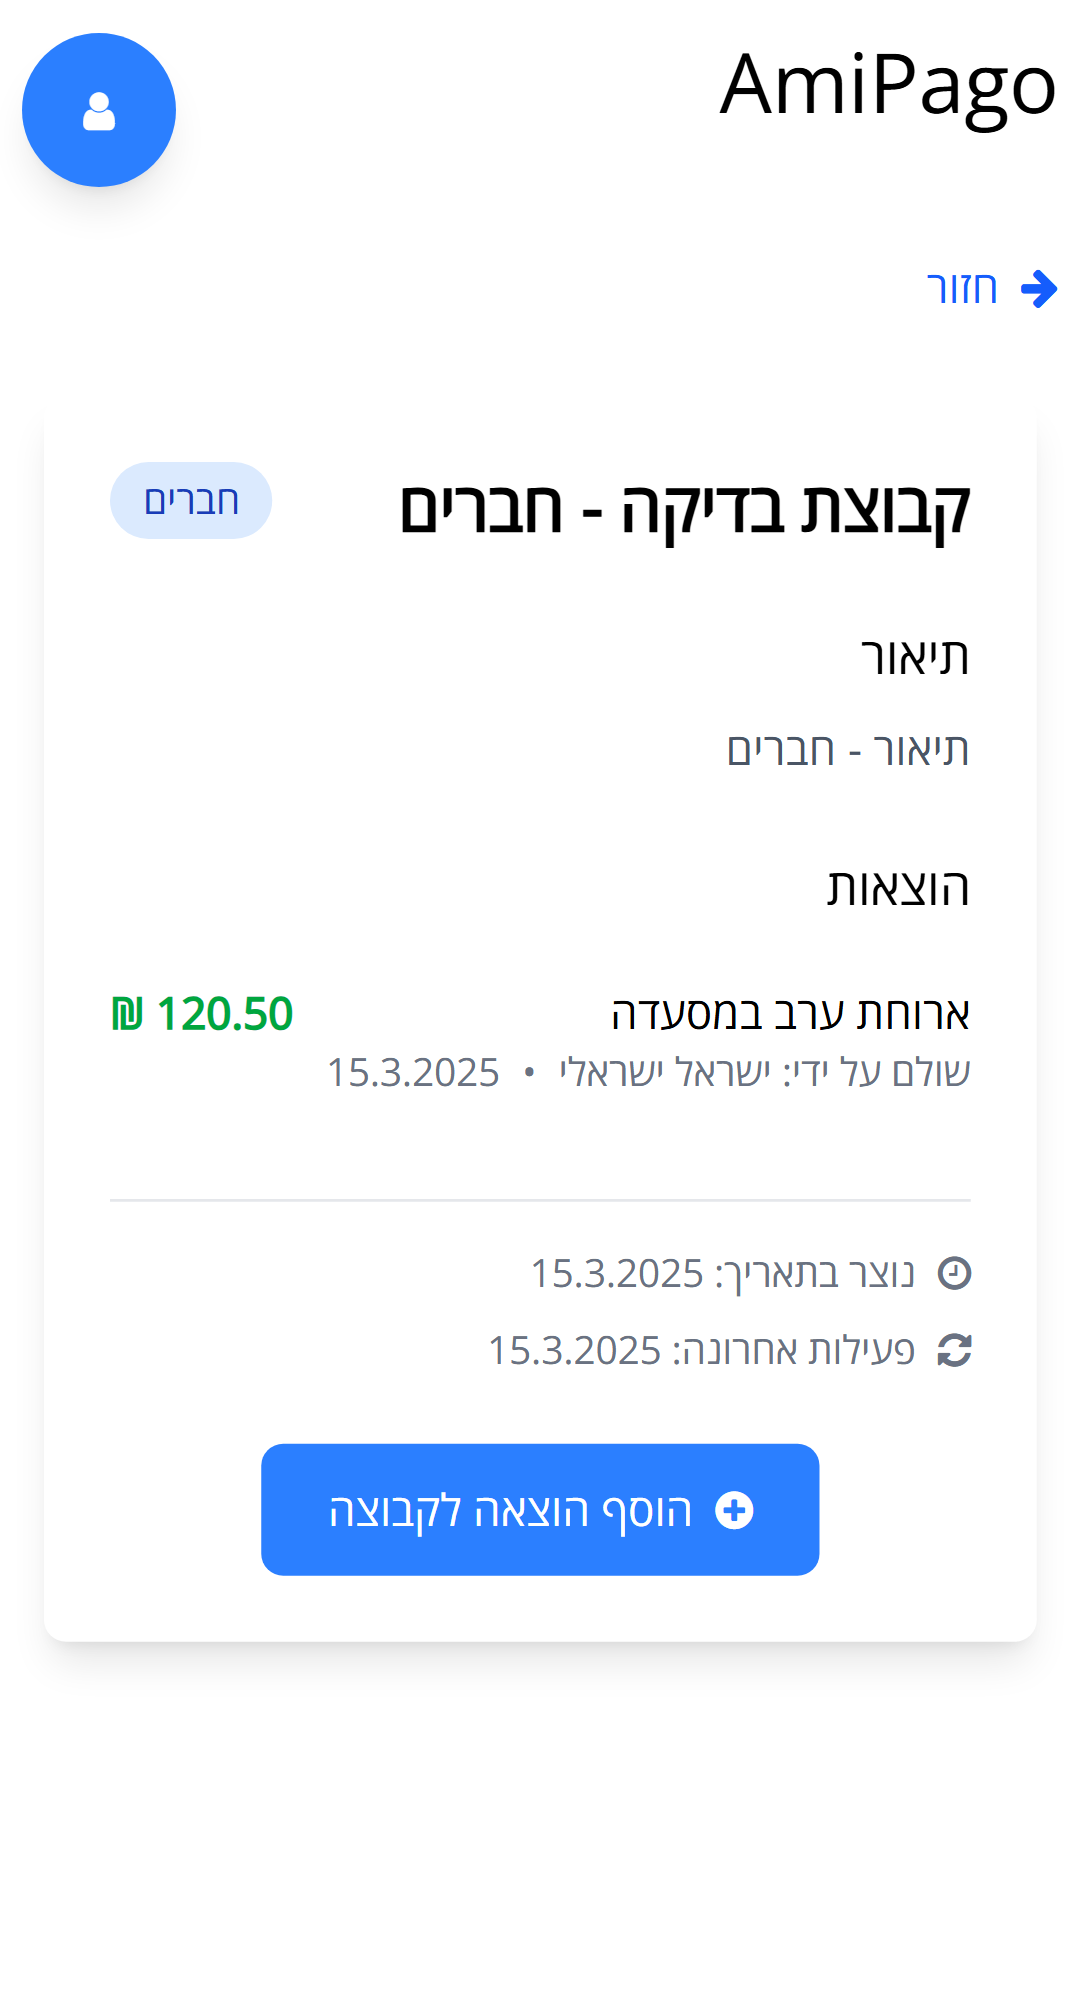 AmiPago
חזור
קבוצת בדיקה - חברים
חברים
תיאור
תיאור - חברים
הוצאות
ארוחת ערב במסעדה
120.50 ₪
שולם על ידי: ישראל ישראלי • 15.3.2025
נוצר בתאריך: 15.3.2025
פעילות אחרונה: 15.3.2025
הוסף הוצאה לקבוצה